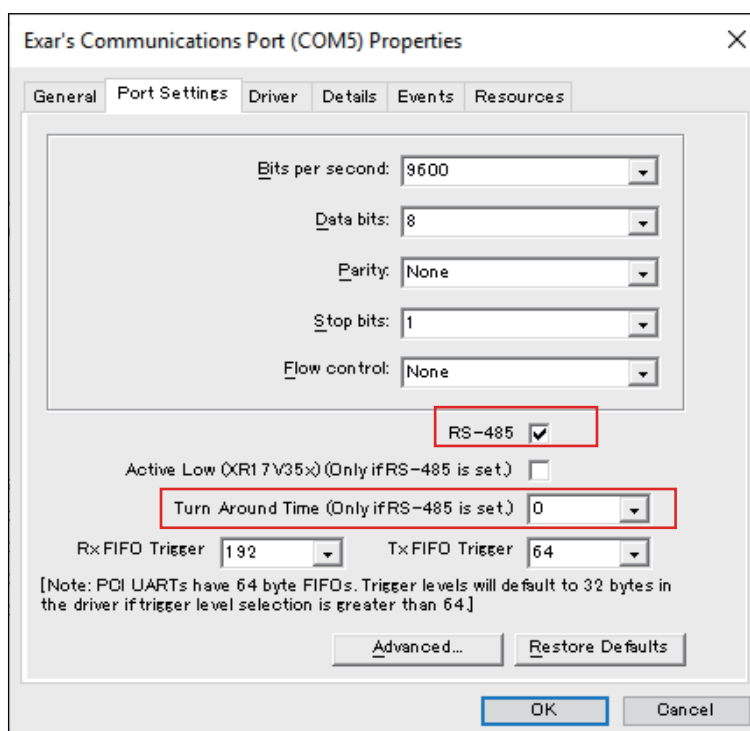 Exar's Communications Port (COM5) Properties
General Port Settings Driver Details Events Resources
Bits per second: 9600
Data bits: 8
Parity: None
Stop bits: 1
Flow control: None
RS-485
Active Low (XR17V35x) (Only if RS-485 is set.)
Turn Around Time (Only if RS-485 is set.) 0
Rx FIFO Trigger 192 Tx FIFO Trigger 64
[Note: PCI UARTs have 64 byte FIFOs. Trigger levels will default to 32 bytes in
the driver if trigger level selection is greater than 64.]
Advanced... Restore Defaults
OK Cancel